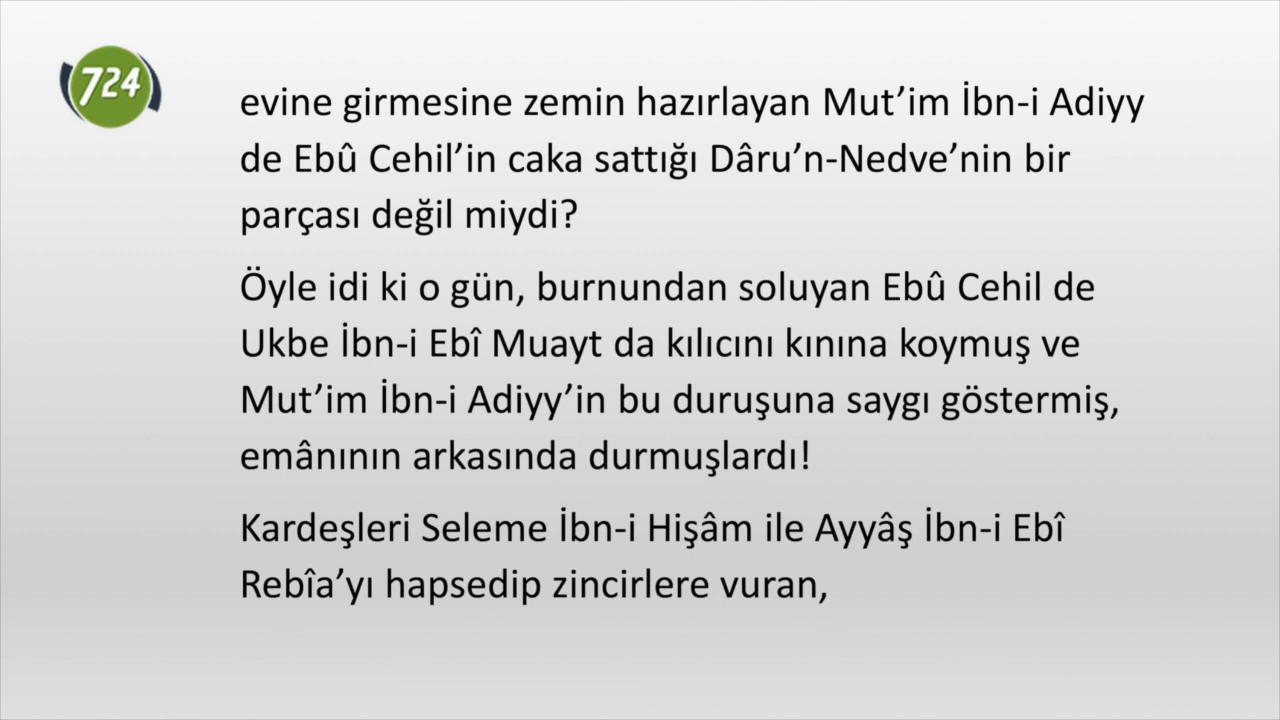 724
evine girmesine zemin hazırlayan Mut’im İbn-i Adiyy
de Ebû Cehil’in caka sattığı Dâru’n-Nedve’nin bir
parçası değil miydi?
Öyle idi ki o gün, burnundan soluyan Ebû Cehil de
Ukbe İbn-i Ebî Muayt da kılıcını kınına koymuş ve
Mut’im İbn-i Adiyy’in bu duruşuna saygı göstermiş,
emânının arkasında durmuşlardı!
Kardeşleri Seleme İbn-i Hişâm ile Ayyâş İbn-i Ebî
Rebîa’yı hapsedip zincirlere vuran,